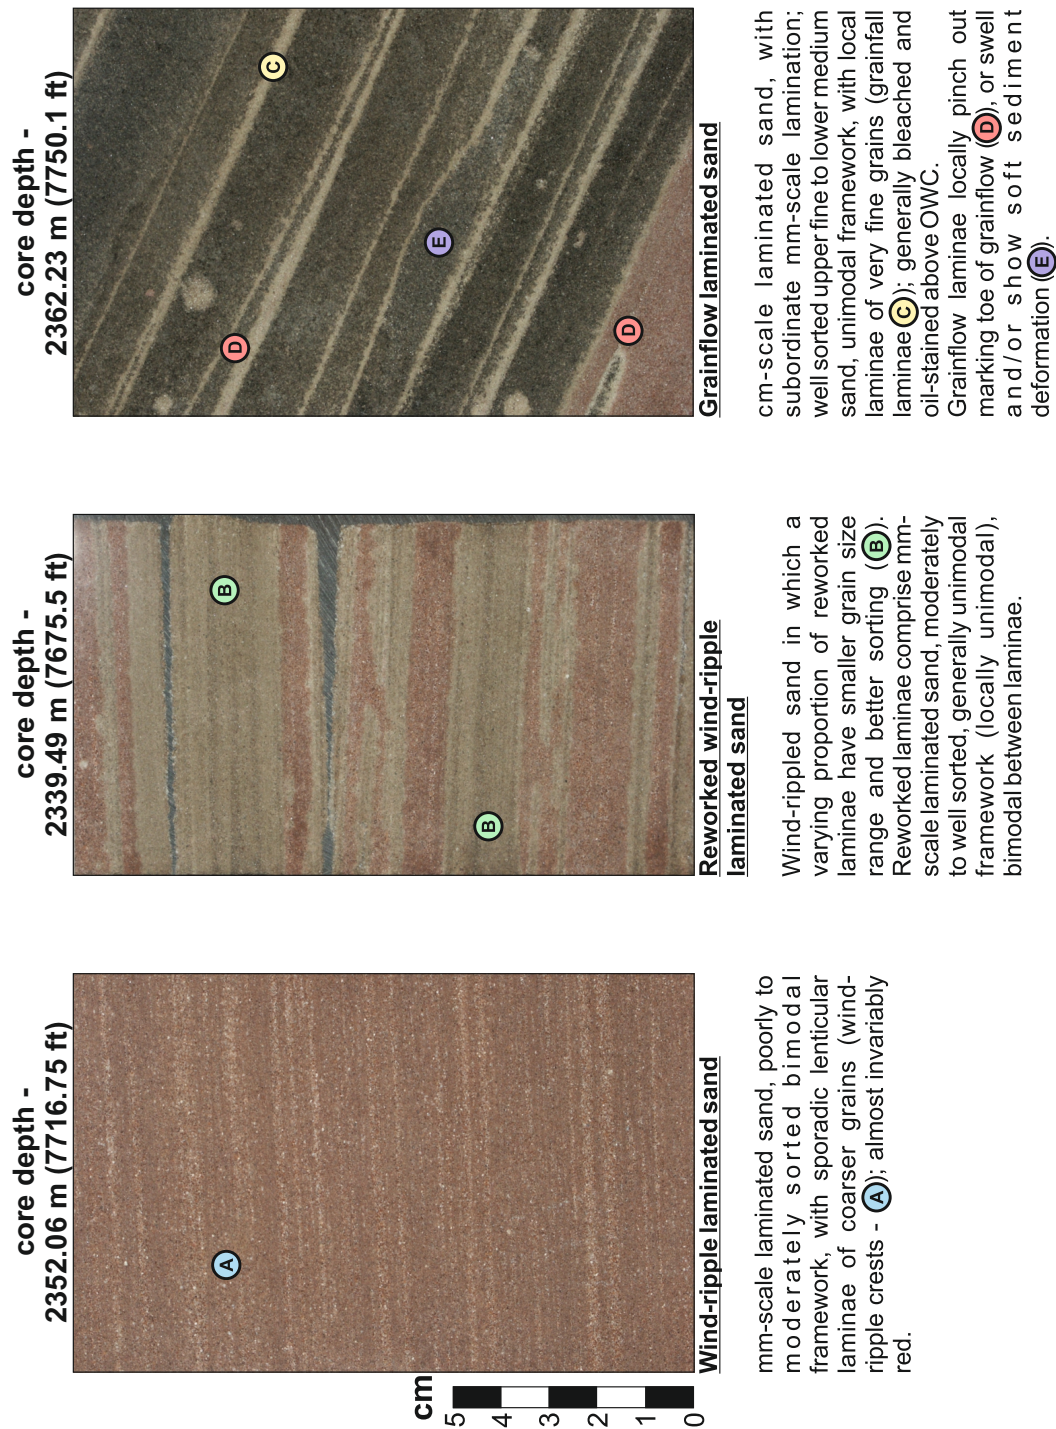 core depth -
2352.06 m (7716.75 ft)
A
cm
5
4
3
2
1
0
Wind-ripple laminated sand
mm-scale laminated sand, poorly to
moderately sorted bimodal
framework, with sporadic lenticular
laminae of coarser grains (wind-
ripple crests - A); almost invariably
red.
core depth -
2339.49 m (7675.5 ft)
B
B
Reworked wind-ripple
laminated sand
Wind-rippled sand in which a
varying proportion of reworked
laminae have smaller grain size
range and better sorting (B).
Reworked laminae comprise mm-
scale laminated sand, moderately
to well sorted, generally unimodal
framework (locally unimodal),
bimodal between laminae.
core depth -
2362.23 m (7750.1 ft)
C
D
E
D
Grainflow laminated sand
cm-scale laminated sand, with
subordinate mm-scale lamination;
well sorted upper fine to lower medium
sand, unimodal framework, with local
laminae of very fine grains (grainfall
laminae C); generally bleached and
oil-stained above OWC.
Grainflow laminae locally pinch out
marking toe of grainflow (D), or swell
and/or show soft sediment
deformation (E).